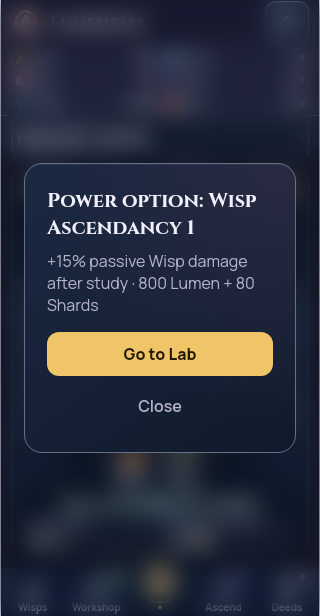 Power option: Wisp
Ascendancy 1
+15% passive Wisp damage
after study · 800 Lumen + 80
Shards
Go to Lab
Close
Wisps Workshop Ascend Deeds